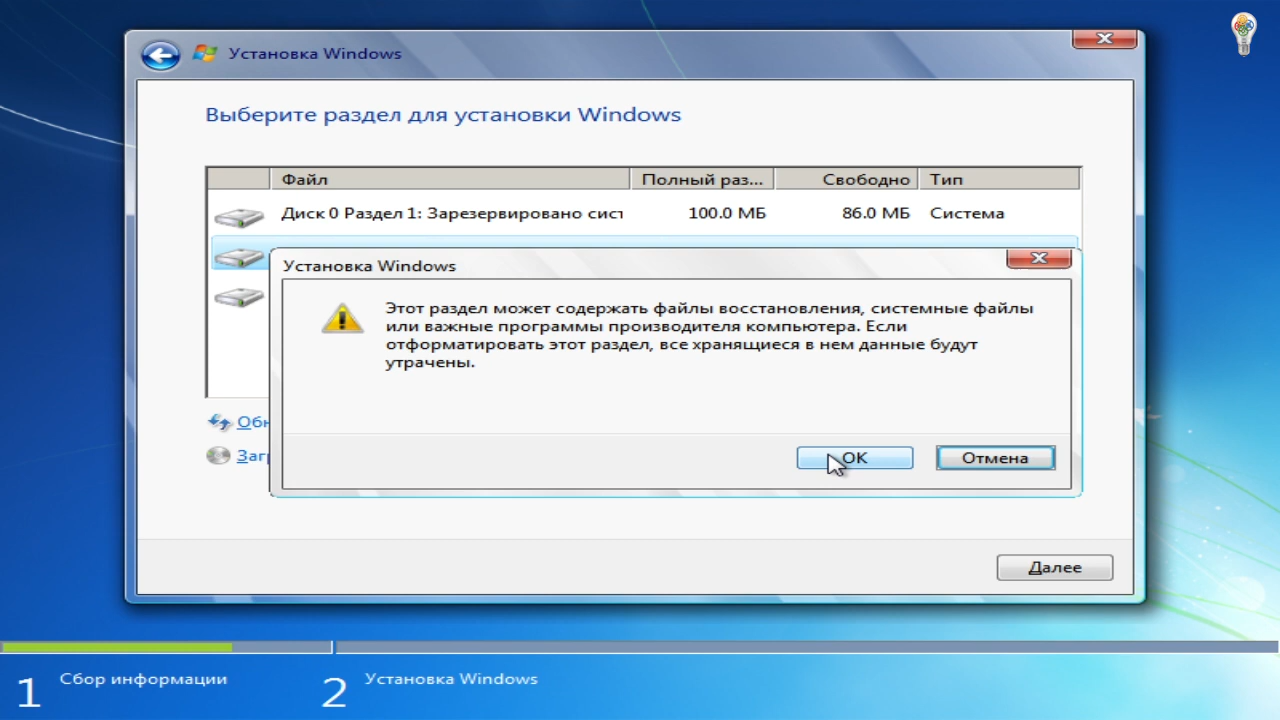 Установка Windows
Выберите раздел для установки Windows
Файл Полный раз... Свободно Тип
Диск 0 Раздел 1: Зарезервировано сист 100.0 МБ 86.0 МБ Система
Установка Windows
Этот раздел может содержать файлы восстановления, системные файлы
или важные программы производителя компьютера. Если
отформатировать этот раздел, все хранящиеся в нем данные будут
утрачены.
Обн
Загр
OK Отмена
Далее
1 Сбор информации 2 Установка Windows